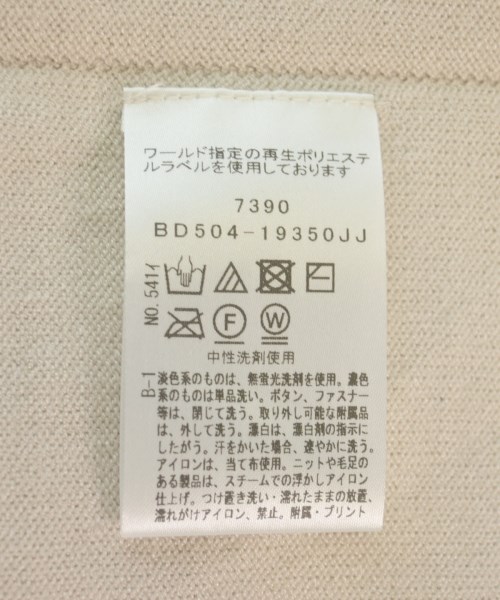 ワールド指定の再生ポリエステ
ルラベルを使用しております
7390
BD504-19350JJ
NO.541イ
F
W
中性洗剤使用
B-1
淡色系のものは、無蛍光洗剤を使用。濃色
系のものは単品洗い。ボタン、ファスナー
等は、閉じて洗う。取り外し可能な附属品
は、外して洗う。漂白は、漂白剤の指示に
したがう。汗をかいた場合、速やかに洗う。
アイロンは、当て布使用。ニットや毛足の
ある製品は、スチームでの浮かしアイロン
仕上げ。つけ置き洗い・濡れたままの放置、
濡れがけアイロン、禁止。附属・プリント